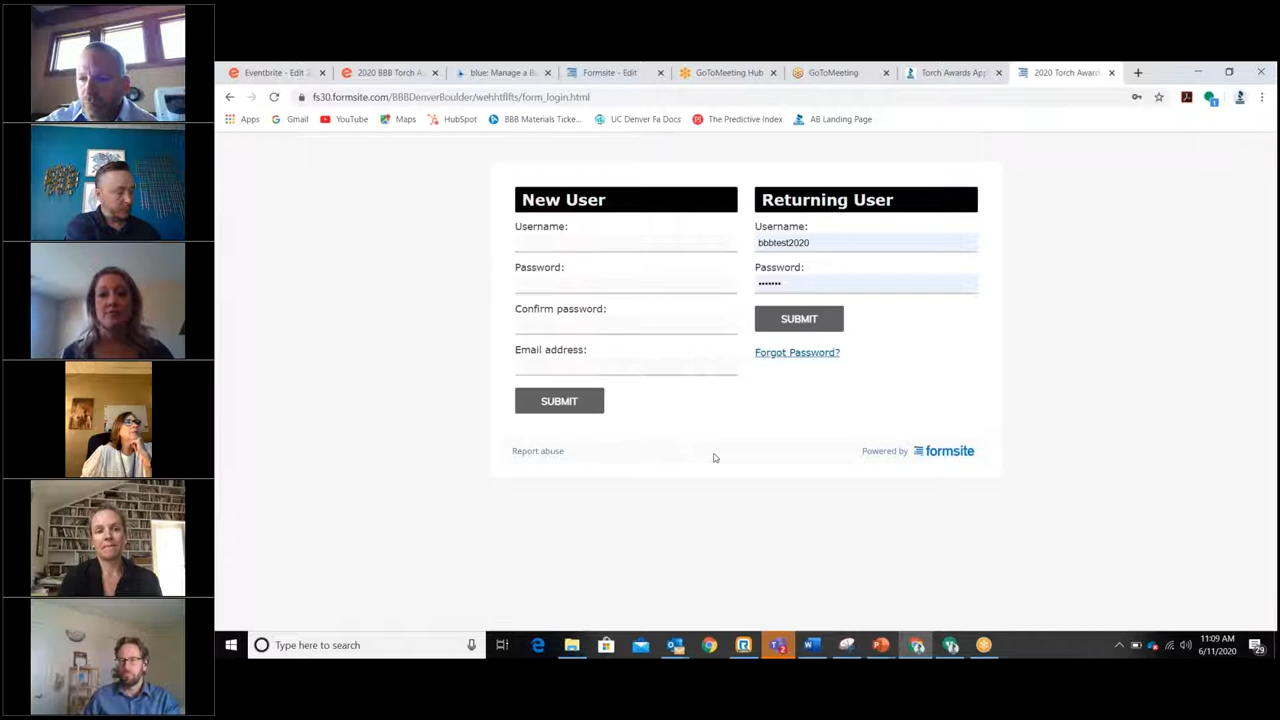 Eventbrite - Edit 2
2020 BBB Torch A
blue: Manage a B
Formsite - Edit
GoToMeeting Hub
GoToMeeting
Torch Awards App
2020 Torch Award
fs30.formsite.com/BBBDenverBoulder/wehhtflfts/form_login.html
Apps
Gmail
YouTube
Maps
HubSpot
BBB Materials Ticke...
UC Denver Fa Docs
The Predictive Index
AB Landing Page
New User
Username:
Password:
Confirm password:
Email address:
SUBMIT
Returning User
Username:
bbbtest2020
Password:
•••••••
SUBMIT
Forgot Password?
Report abuse
Powered by formsite
Type here to search
11:09 AM
6/11/2020
29